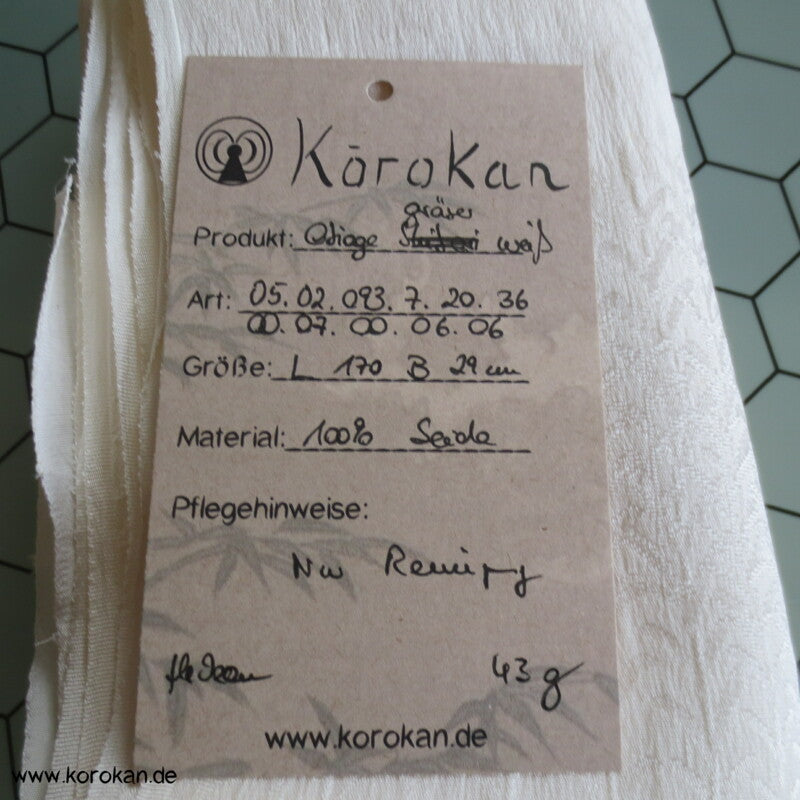 Kōrokan
gräser
Produkt: Obiage weiß
Art: 05. 02. 093. 7. 20. 36
00. 07. 00. 06. 06
Größe: L 170 B 29 cm
Material: 100% Seide
Pflegehinweise:
Nur Reinigung
43 g
www.korokan.de
www.korokan.de